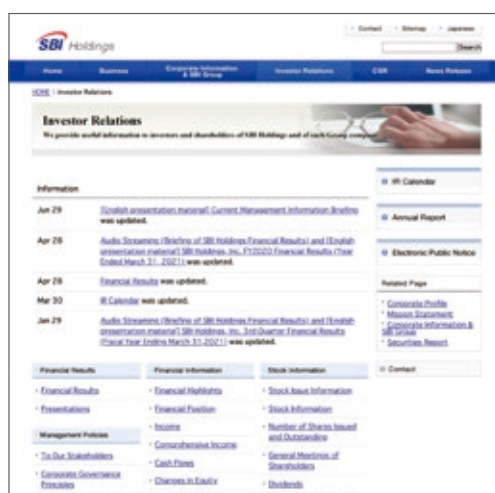 Contact Sitemap Japanese
SBI Holdings
Search
Home Business Corporate Information & SBI Group Investor Relations CSR News Release
HOME > Investor Relations
Investor Relations
We provide useful information to investors and shareholders of SBI Holdings and of each Group company.
Information
Jun 29 [English presentation material] Current Management Information Briefing
was updated.
Apr 28 Audio Streaming (Briefing of SBI Holdings Financial Results) and [English
presentation material] SBI Holdings, Inc. FY2020 Financial Results (Year
Ended March 31, 2021) was updated.
Apr 28 Financial Results was updated.
Mar 30 IR Calendar was updated.
Jan 29 Audio Streaming (Briefing of SBI Holdings Financial Results) and [English
presentation material] SBI Holdings, Inc. 3rd Quarter Financial Results
(Fiscal Year Ending March 31, 2021) was updated.
IR Calendar
Annual Report
Electronic Public Notice
Related Page
Corporate Profile
Mission Statement
Corporate Information &
SBI Group
Securities Report
Contact
Financial Results
Financial Results
Presentations
Management Policies
To Our Stakeholders
Corporate Governance
Principles
Financial Information
Financial Highlights
Financial Position
Income
Comprehensive Income
Cash Flows
Changes in Equity
Stock Information
Stock Issue Information
Stock Information
Number of Shares Issued
and Outstanding
General Meetings of
Shareholders
Dividends